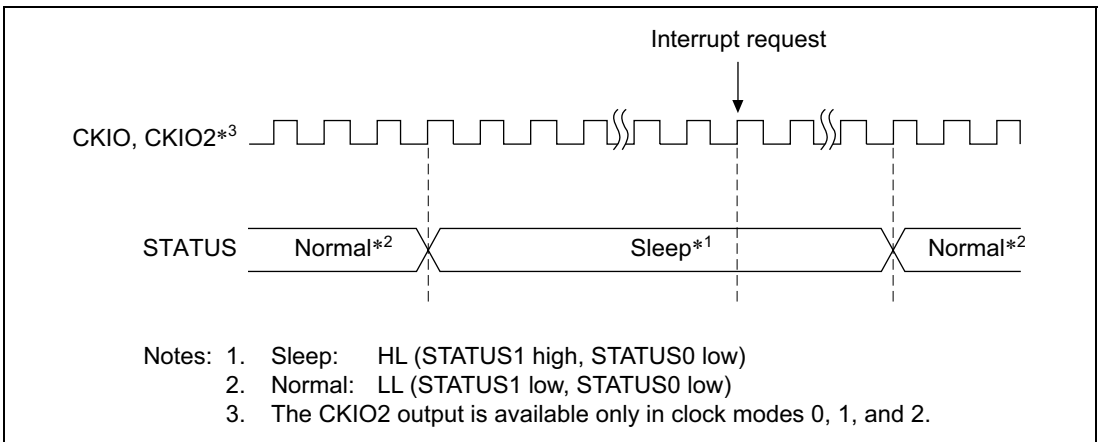 Interrupt request
CKIO, CKIO2*3
STATUS Normal*2 Sleep*1 Normal*2
Notes: 1. Sleep: HL (STATUS1 high, STATUS0 low)
2. Normal: LL (STATUS1 low, STATUS0 low)
3. The CKIO2 output is available only in clock modes 0, 1, and 2.